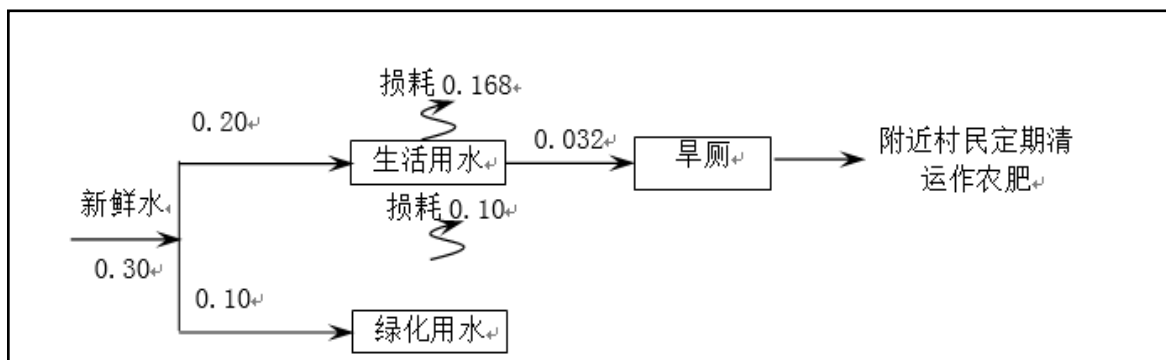 损耗 0.168
0.20
生活用水
0.032
旱厕
附近村民定期清
运作农肥
新鲜水
0.30
损耗 0.10
0.10
绿化用水